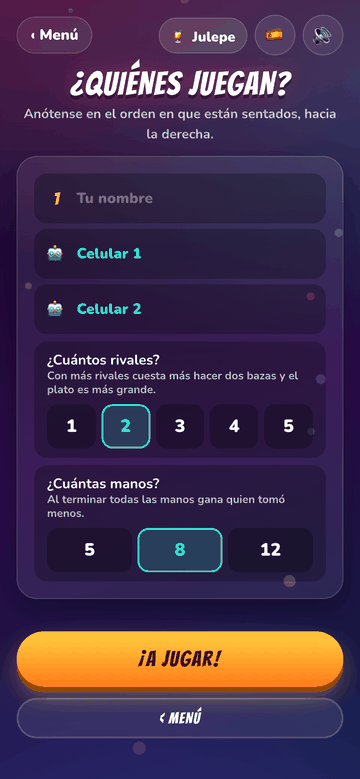 ‹ Menú
Julepe
¿QUIÉNES JUEGAN?
Anótense en el orden en que están sentados, hacia
la derecha.
1 Tu nombre
Celular 1
Celular 2
¿Cuántos rivales?
Con más rivales cuesta más hacer dos bazas y el
plato es más grande.
1 2 3 4 5
¿Cuántas manos?
Al terminar todas las manos gana quien tomó
menos.
5 8 12
¡A JUGAR!
‹ MENÚ